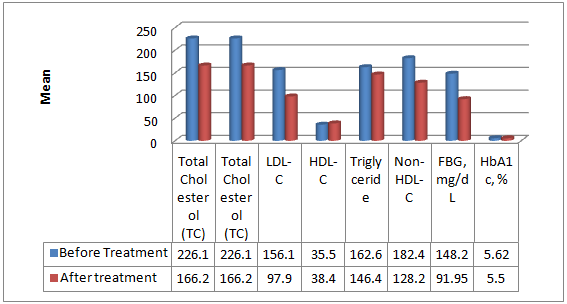 250
200
150
100
50
0
Mean
Total Total LDL- HDL- Trigly Non- FBG, HbA1
Chol Chol C C cerid HDL- mg/d c, %
ester ester e C L
ol ol
(TC) (TC)
Before Treatment 226.1 226.1 156.1 35.5 162.6 182.4 148.2 5.62
After treatment 166.2 166.2 97.9 38.4 146.4 128.2 91.95 5.5